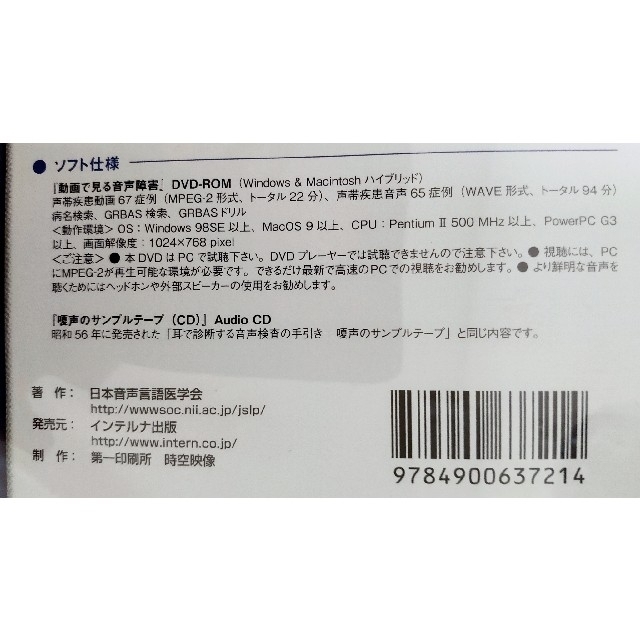 ● ソフト仕様
『動画で見る音声障害』 DVD-ROM（Windows & Macintosh ハイブリッド）
声帯疾患動画 67 症例（MPEG-2 形式、トータル 22 分）、声帯疾患音声 65 症例（WAVE 形式、トータル 94 分）
病名検索、GRBAS 検索、GRBAS ドリル
＜動作環境＞ OS：Windows 98SE 以上、MacOS 9 以上、CPU：Pentium Ⅱ 500 MHz 以上、PowerPC G3
以上、画面解像度：1024×768 pixel
＜ご注意＞ ● 本 DVD は PC で試聴下さい。DVD プレーヤーでは試聴できませんのでご注意下さい。● 視聴には、PC
に MPEG-2 が再生可能な環境が必要です。できるだけ最新で高速の PC での視聴をお勧めします。● より鮮明な音声を
聴くためにはヘッドホンや外部スピーカーの使用をお勧めします。
『嗄声のサンプルテープ（CD）』 Audio CD
昭和 56 年に発売された「耳で診断する音声検査の手引き 嗄声のサンプルテープ」と同じ内容です。
著 作： 日本音声言語医学会
http://wwwsoc.nii.ac.jp/jslp/
発売元： インテルナ出版
http://www.intern.co.jp/
制 作： 第一印刷所 時空映像
9784900637214